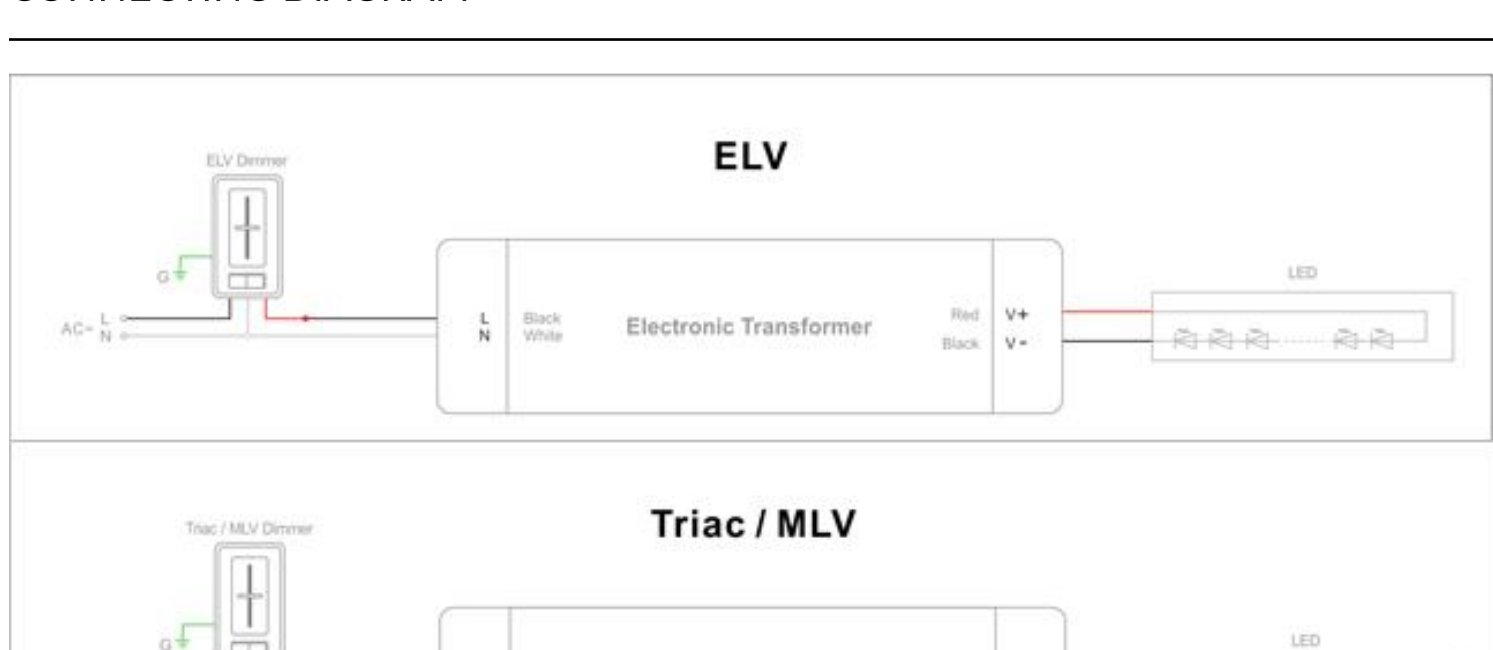 ELV
ELV Dimmer
G
LED
AC~ L
N
L Black
N White
Electronic Transformer
Red V+
Black V-
Triac / MLV
Triac / MLV Dimmer
G
LED